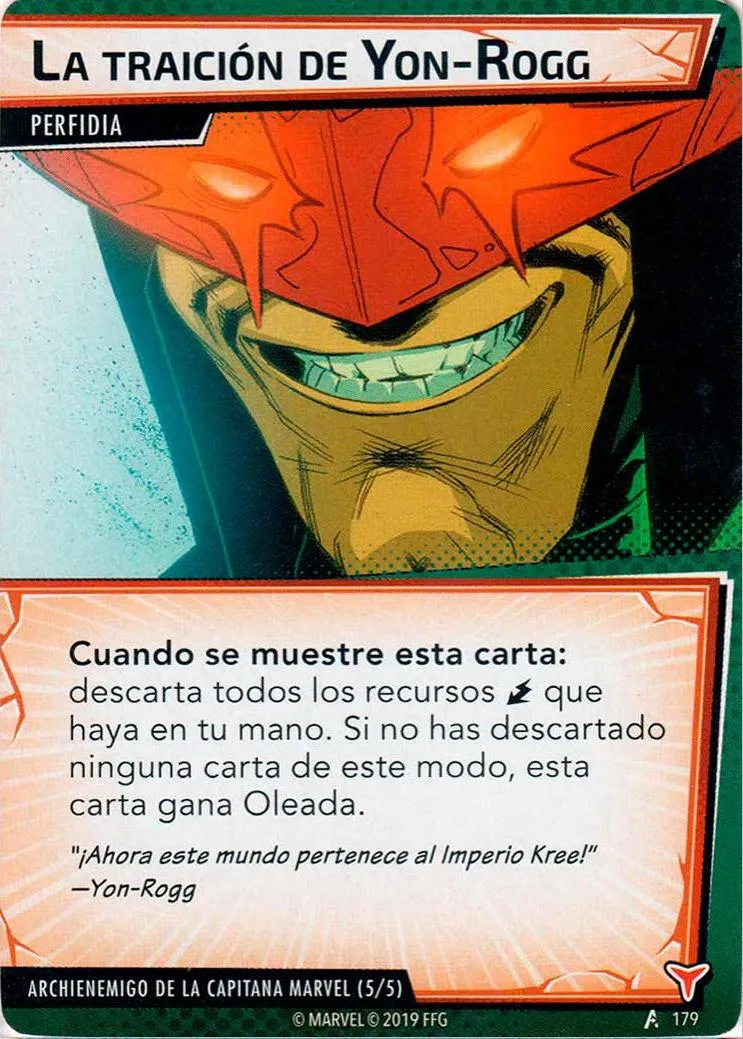 LA TRAICIÓN DE YON-ROGG
PERFIDIA
Cuando se muestre esta carta:
descarta todos los recursos que
haya en tu mano. Si no has descartado
ninguna carta de este modo, esta
carta gana Oleada.
"¡Ahora este mundo pertenece al Imperio Kree!"
—Yon-Rogg
ARCHIENEMIGO DE LA CAPITANA MARVEL (5/5)
© MARVEL © 2019 FFG
179